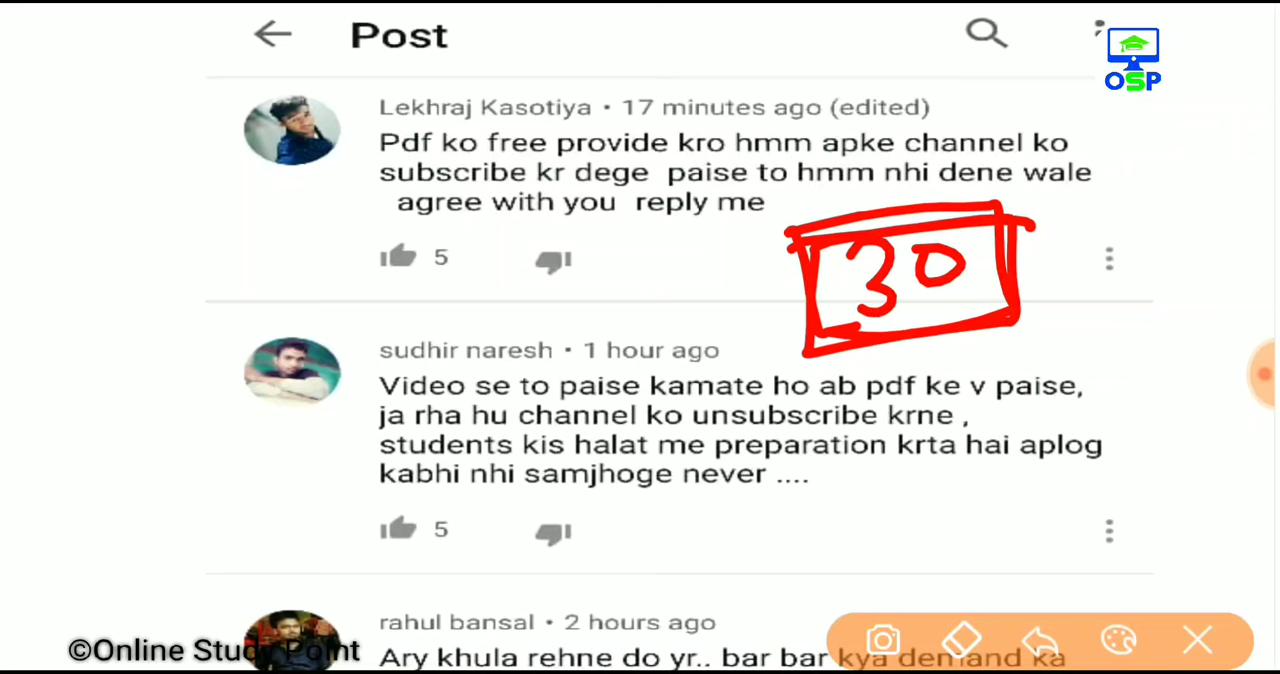 Post
OSP
Lekhraj Kasotiya • 17 minutes ago (edited)
Pdf ko free provide kro hmm apke channel ko
subscribe kr dege paise to hmm nhi dene wale
agree with you reply me
5
30
sudhir naresh • 1 hour ago
Video se to paise kamate ho ab pdf ke v paise,
ja rha hu channel ko unsubscribe krne ,
students kis halat me preparation krta hai aplog
kabhi nhi samjhoge never ....
5
rahul bansal • 2 hours ago
Ary khula rehne do yr.. bar bar kya demand ka
©Online Study Point